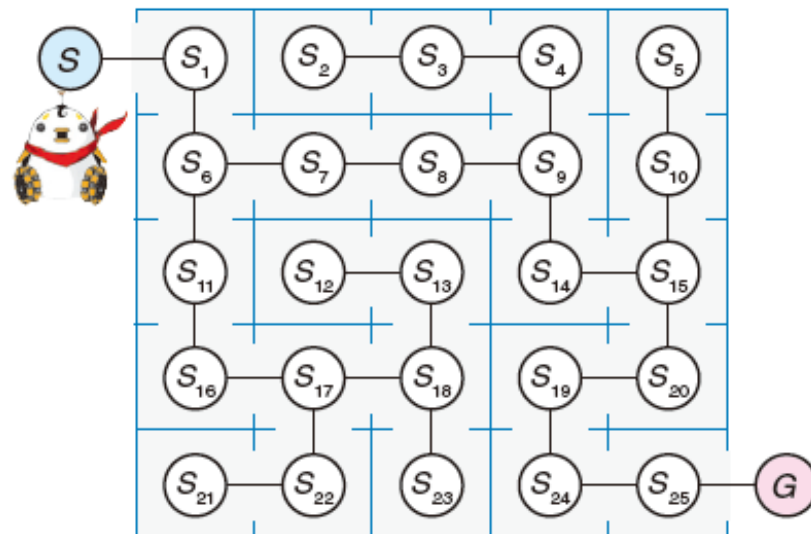 S S₁ S₂ S₃ S₄ S₅
S₆ S₇ S₈ S₉ S₁₀
S₁₁ S₁₂ S₁₃ S₁₄ S₁₅
S₁₆ S₁₇ S₁₈ S₁₉ S₂₀
S₂₁ S₂₂ S₂₃ S₂₄ S₂₅ G